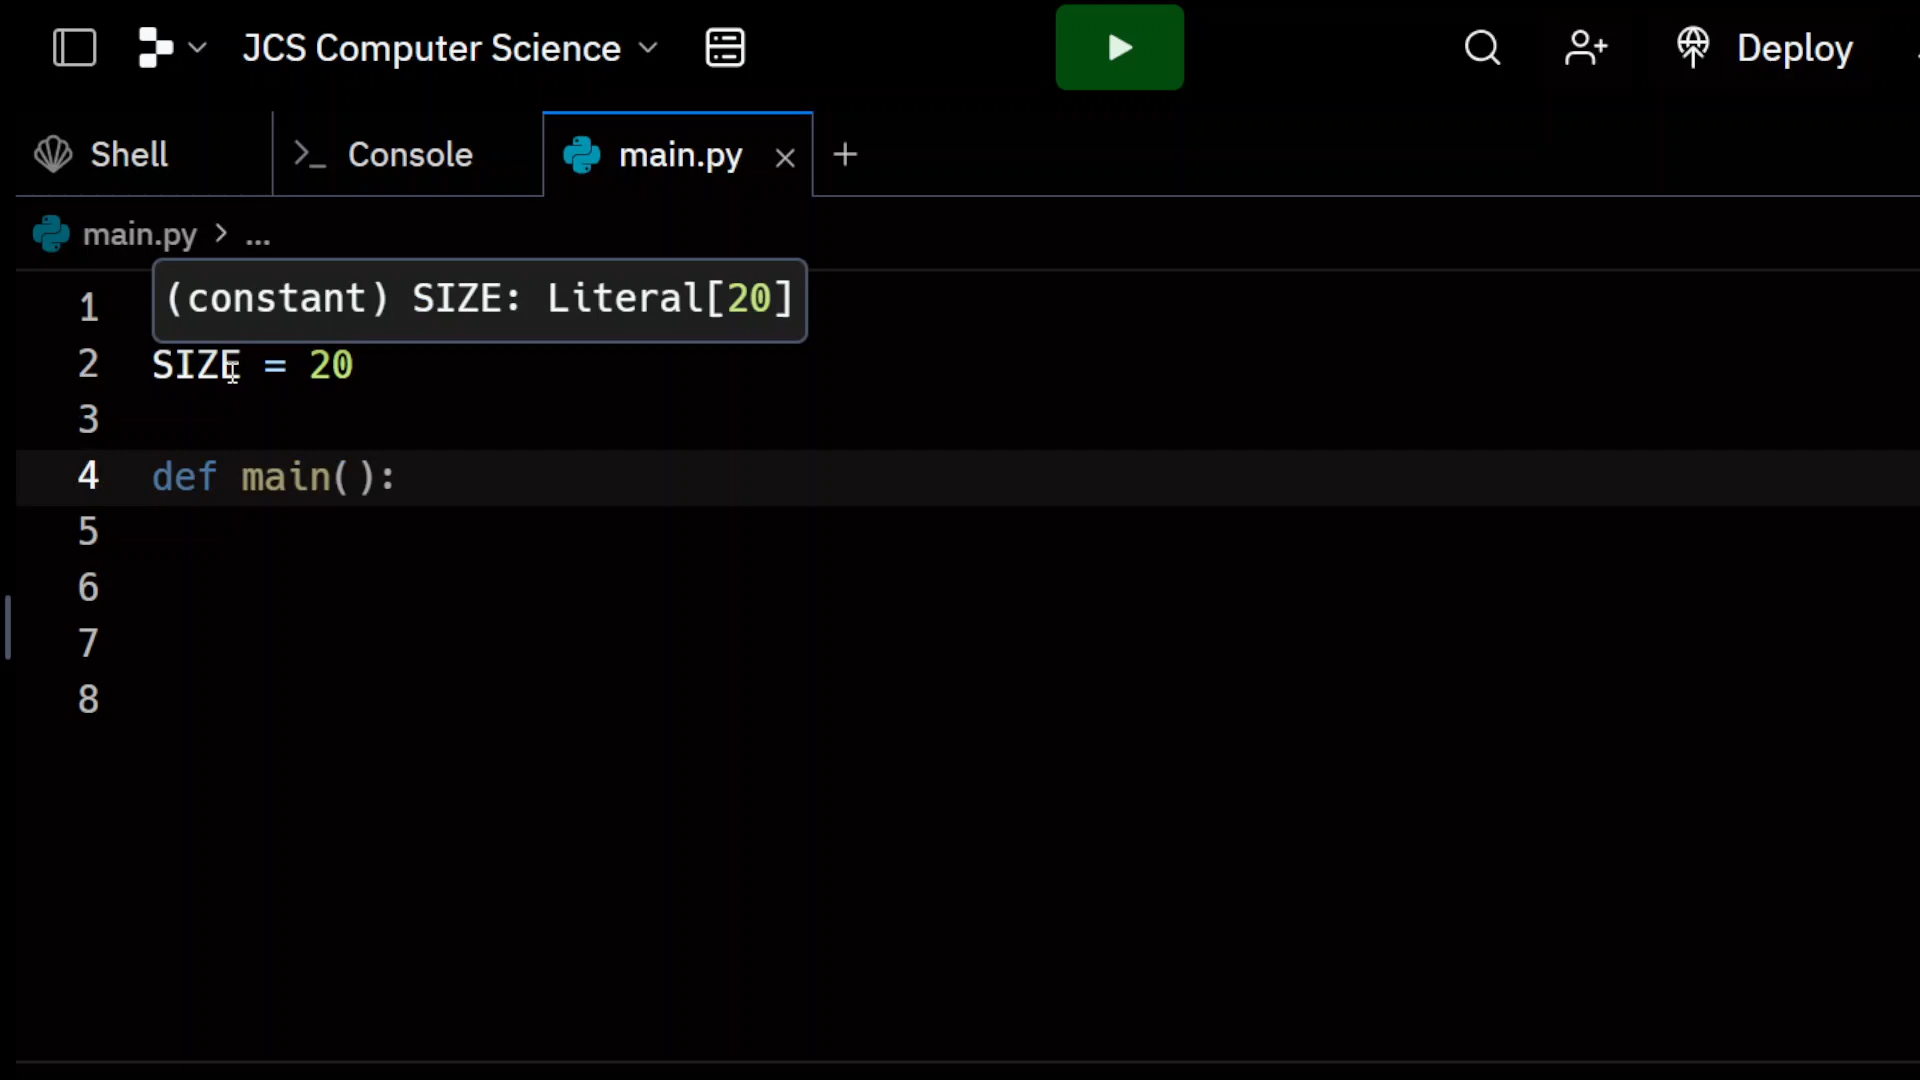 JCS Computer Science
Deploy
Shell
>_ Console
main.py × +
main.py > ...
(constant) SIZE: Literal[20]
1
2 SIZE = 20
3
4 def main():
5
6
7
8